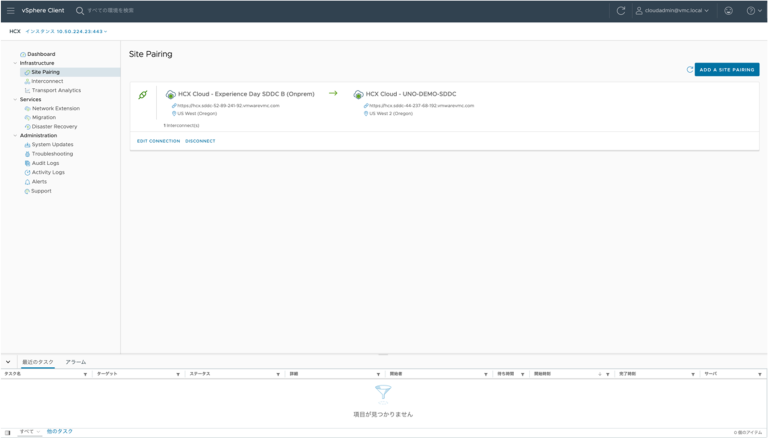 vSphere Client
すべての環境を検索
cloudadmin@vmc.local
HCX インスタンス 10.50.224.23:443
Dashboard
Infrastructure
Site Pairing
Interconnect
Transport Analytics
Services
Network Extension
Migration
Disaster Recovery
Administration
System Updates
Troubleshooting
Audit Logs
Activity Logs
Alerts
Support
Site Pairing
ADD A SITE PAIRING
HCX Cloud - Experience Day SDDC B (Onprem)
https://hcx.sddc-52-89-241-92.vmwarevmc.com
US West (Oregon)
HCX Cloud - UNO-DEMO-SDDC
https://hcx.sddc-44-237-68-192.vmwarevmc.com
US West 2 (Oregon)
1 Interconnect(s)
EDIT CONNECTION DISCONNECT
最近のタスク アラーム
タスク名 ターゲット ステータス 詳細 開始者 待ち時間 開始時刻 完了時刻 サーバ
項目が見つかりません
すべて 他のタスク
0 個のアイテム